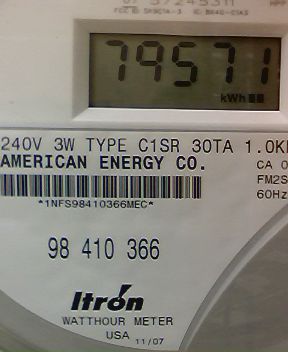 79571
kWh
240V 3W TYPE C1SR 30TA 1.0K
AMERICAN ENERGY CO.
CA 0
FM2S
60Hz
*1NFS98410366MEC*
98 410 366
Itron
WATTHOUR METER
USA 11/07